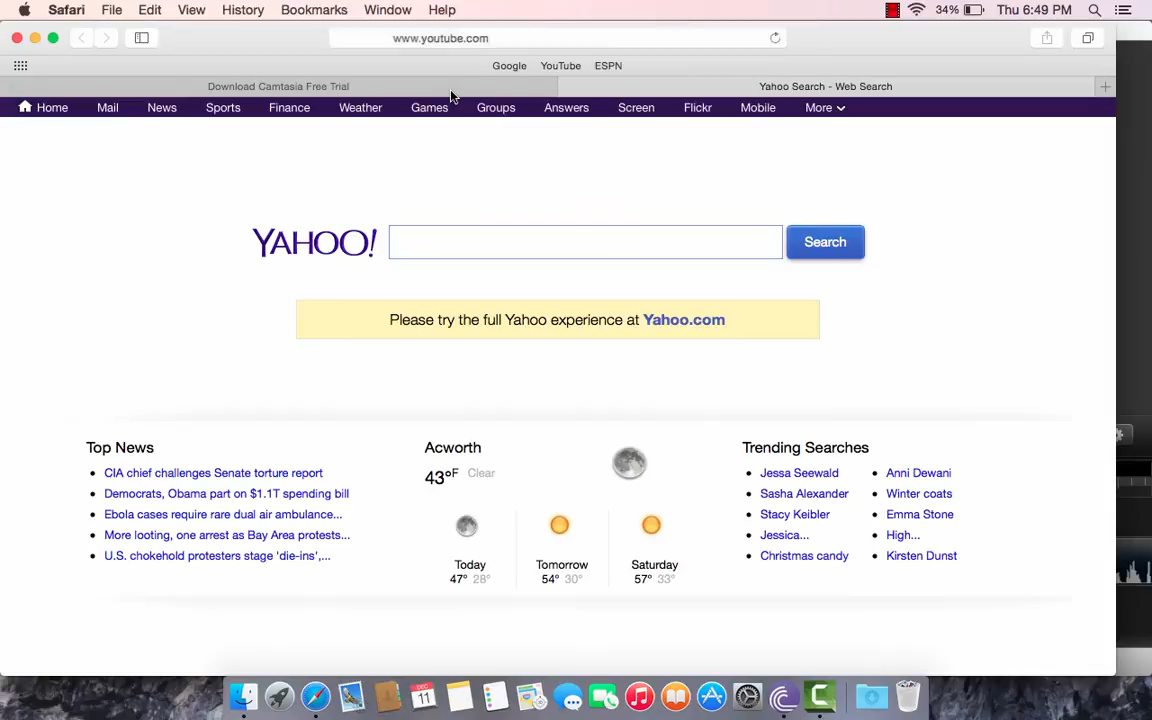 Safari File Edit View History Bookmarks Window Help 34% Thu 6:49 PM
www.youtube.com
Google YouTube ESPN
Download Camtasia Free Trial Yahoo Search - Web Search
Home Mail News Sports Finance Weather Games Groups Answers Screen Flickr Mobile More
YAHOO! Search
Please try the full Yahoo experience at Yahoo.com
Top News
CIA chief challenges Senate torture report
Democrats, Obama part on $1.1T spending bill
Ebola cases require rare dual air ambulance...
More looting, one arrest as Bay Area protests...
U.S. chokehold protesters stage 'die-ins',...
Acworth
43°F Clear
Today Tomorrow Saturday
47° 28° 54° 30° 57° 33°
Trending Searches
Jessa Seewald Anni Dewani
Sasha Alexander Winter coats
Stacy Keibler Emma Stone
Jessica... High...
Christmas candy Kirsten Dunst
DEC
11